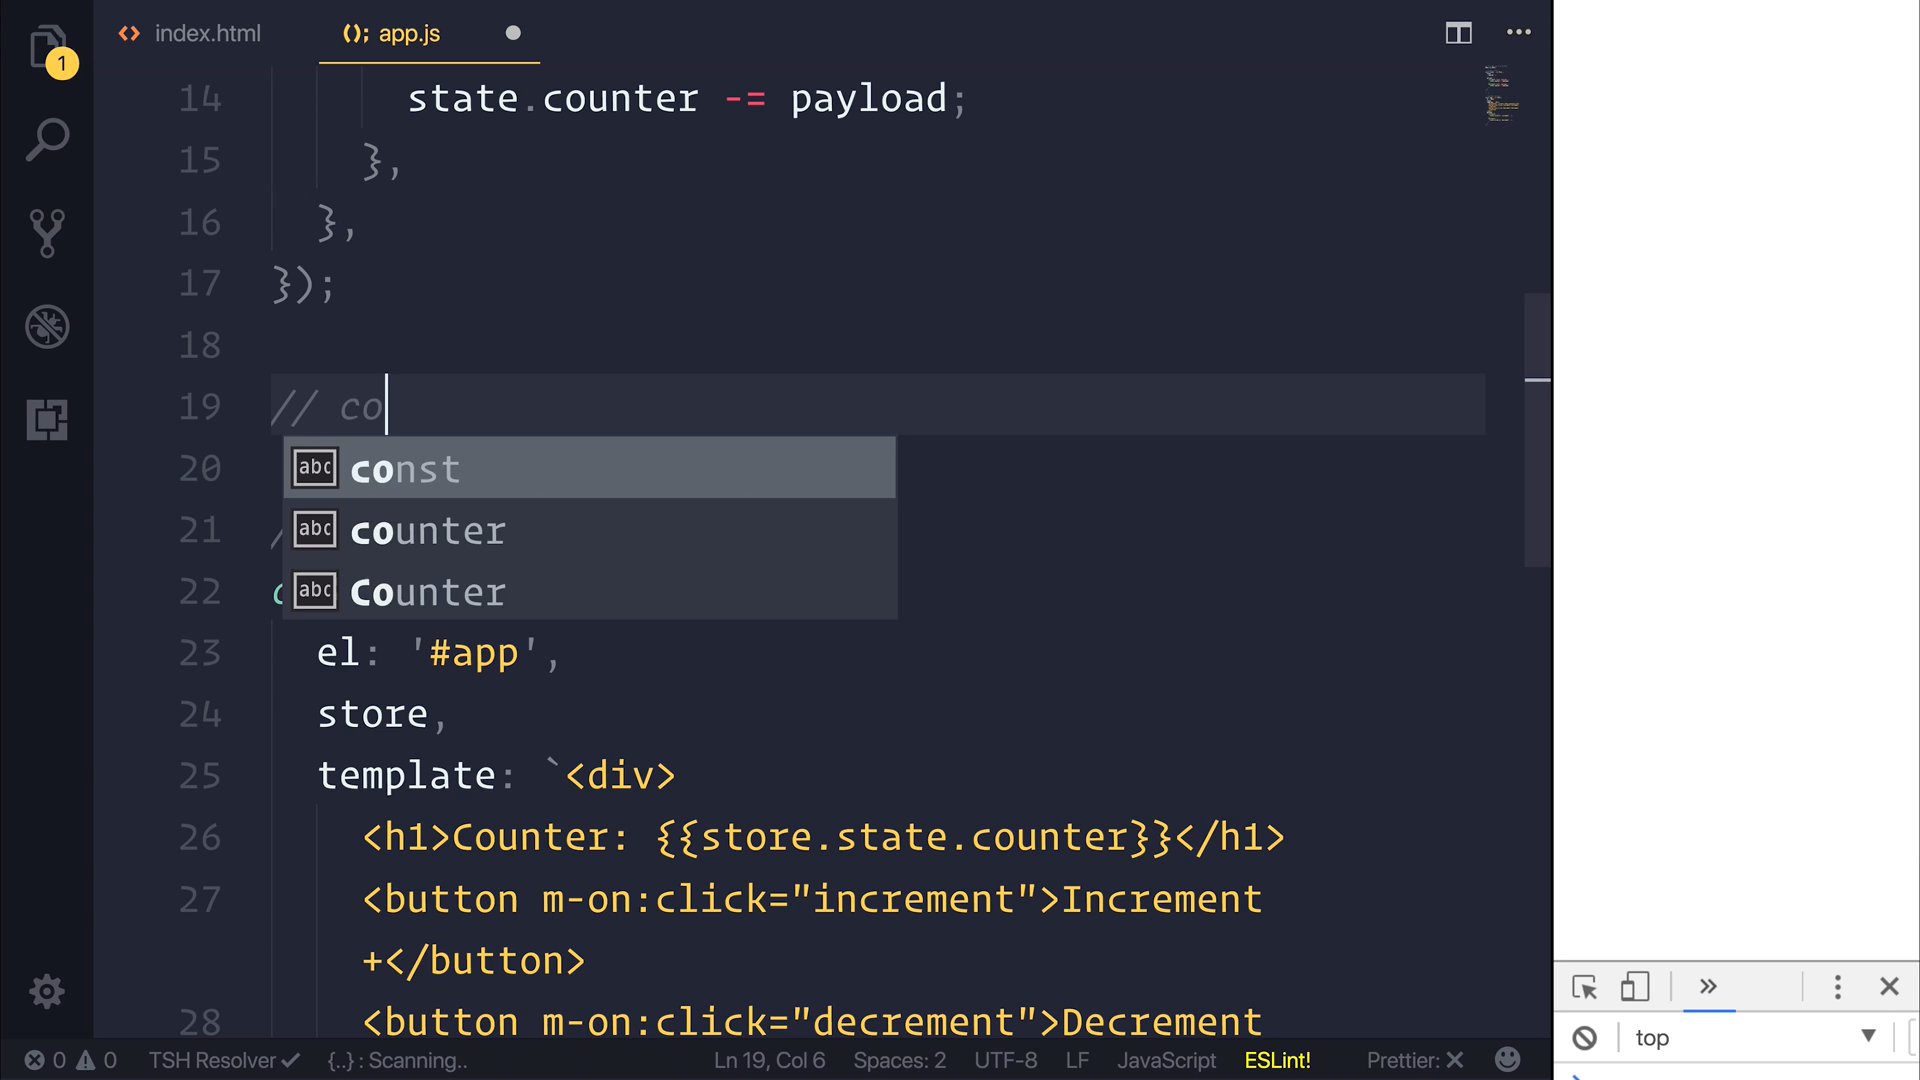 1
index.html
(); app.js
14 state.counter -= payload;
15 },
16 },
17 });
18
19 // co
20 abc const
21 abc counter
22 abc Counter
23 el: '#app',
24 store,
25 template: `<div>
26 <h1>Counter: {{store.state.counter}}</h1>
27 <button m-on:click="increment">Increment
+</button>
28 <button m-on:click="decrement">Decrement
0 0 TSH Resolver {..} : Scanning.. Ln 19, Col 6 Spaces: 2 UTF-8 LF JavaScript ESLint! Prettier: ✕
top